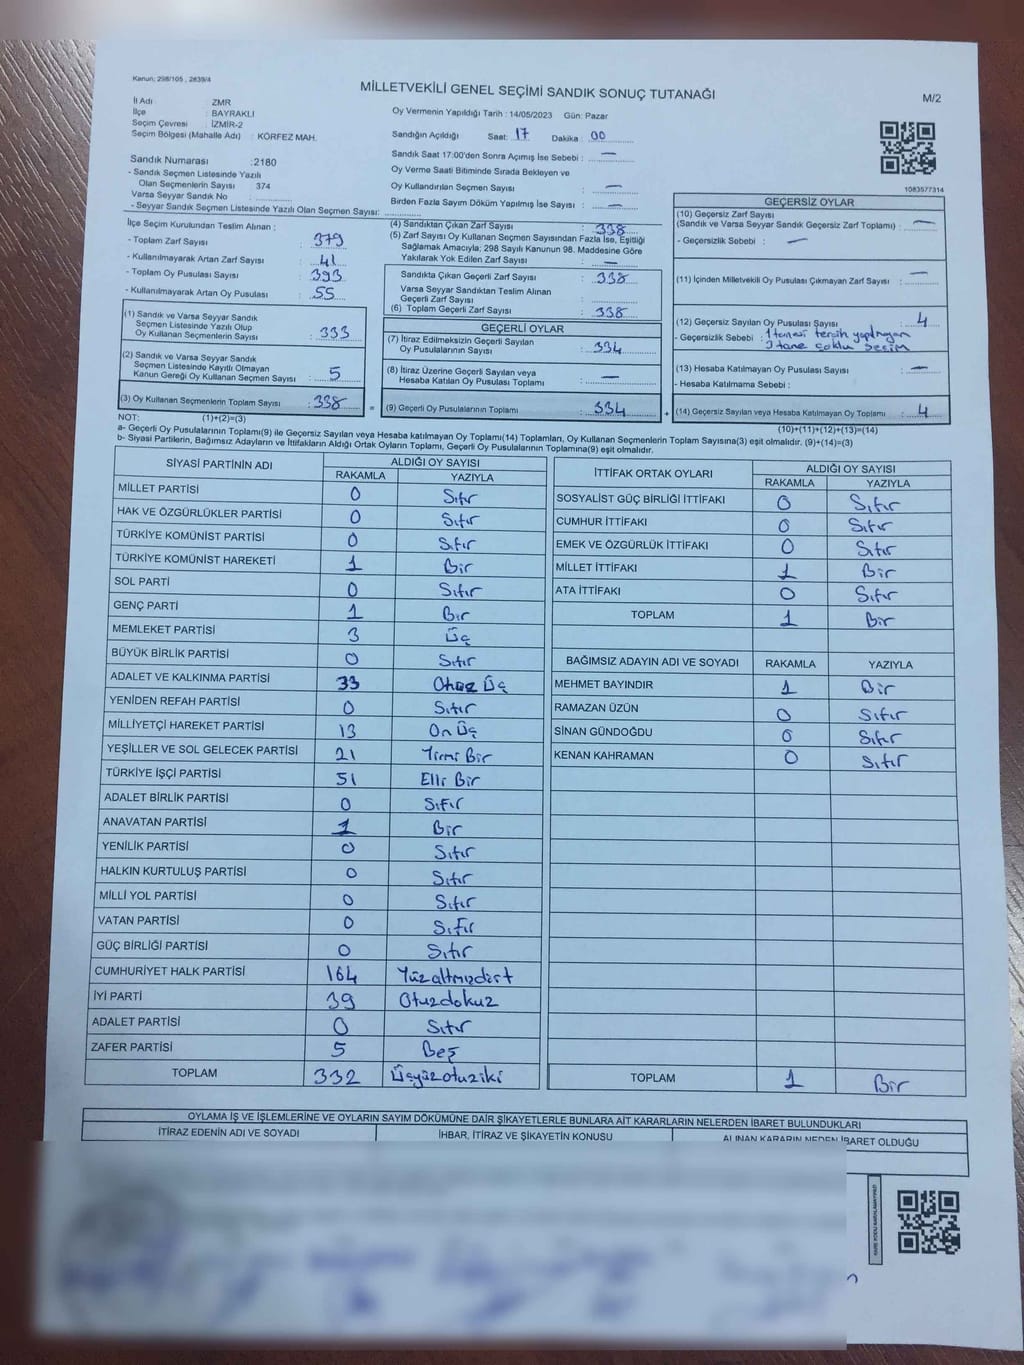 Kanun; 298/105 , 2839/4
MİLLETVEKİLİ GENEL SEÇİMİ SANDIK SONUÇ TUTANAĞI
M/2
İl Adı : ZMR
İlçe : BAYRAKLI
Seçim Çevresi : İZMİR-2
Seçim Bölgesi (Mahalle Adı) : KÖRFEZ MAH.
Oy Vermenin Yapıldığı Tarih : 14/05/2023 Gün: Pazar
Sandığın Açıldığı Saat: 17 Dakika : 00
Sandık Saat 17:00'den Sonra Açımış İse Sebebi : —
Oy Verme Saati Bitiminde Sırada Bekleyen ve
Oy Kullandırılan Seçmen Sayısı : —
Birden Fazla Sayım Döküm Yapılmış İse Sayısı : —
Sandık Numarası :2180
- Sandık Seçmen Listesinde Yazılı
Olan Seçmenlerin Sayısı : 374
Varsa Seyyar Sandık No :
- Seyyar Sandık Seçmen Listesinde Yazılı Olan Seçmen Sayısı:
1083577314
İlçe Seçim Kurulundan Teslim Alınan :
- Toplam Zarf Sayısı : 379
- Kullanılmayarak Artan Zarf Sayısı : 41
- Toplam Oy Pusulası Sayısı : 393
- Kullanılmayarak Artan Oy Pusulası : 55
(1) Sandık ve Varsa Seyyar Sandık
Seçmen Listesinde Yazılı Olup
Oy Kullanan Seçmenlerin Sayısı : 333
(2) Sandık ve Varsa Seyyar Sandık
Seçmen Listesinde Kayıtlı Olmayan
Kanun Gereği Oy Kullanan Seçmen Sayısı : 5
(3) Oy Kullanan Seçmenlerin Toplam Sayısı : 338
(4) Sandıktan Çıkan Zarf Sayısı : 338
(5) Zarf Sayısı Oy Kullanan Seçmen Sayısından Fazla İse, Eşitliği
Sağlamak Amacıyla; 298 Sayılı Kanunun 98. Maddesine Göre
Yakılarak Yok Edilen Zarf Sayısı : —
Sandıkta Çıkan Geçerli Zarf Sayısı : 338
Varsa Seyyar Sandıktan Teslim Alınan
Geçerli Zarf Sayısı :
(6) Toplam Geçerli Zarf Sayısı : 338
GEÇERLİ OYLAR
(7) İtiraz Edilmeksizin Geçerli Sayılan
Oy Pusulalarının Sayısı : 334
(8) İtiraz Üzerine Geçerli Sayılan veya
Hesaba Katılan Oy Pusulası Toplamı : —
= (9) Geçerli Oy Pusulalarının Toplamı : 334
GEÇERSİZ OYLAR
(10) Geçersiz Zarf Sayısı
(Sandık ve Varsa Seyyar Sandık Geçersiz Zarf Toplamı) : —
- Geçersizlik Sebebi : —
(11) İçinden Milletvekili Oy Pusulası Çıkmayan Zarf Sayısı : —
(12) Geçersiz Sayılan Oy Pusulası Sayısı : 4
- Geçersizlik Sebebi : 1 tanesi tercih yapılmayan
3 tane çoklu seçim
(13) Hesaba Katılmayan Oy Pusulası Sayısı : —
- Hesaba Katılmama Sebebi :
+ (14) Geçersiz Sayılan veya Hesaba Katılmayan Oy Toplamı : 4
NOT: (1)+(2)=(3)
(10)+(11)+(12)+(13)=(14)
a- Geçerli Oy Pusulalarının Toplamı(9) ile Geçersiz Sayılan veya Hesaba katılmayan Oy Toplamı(14) Toplamları, Oy Kullanan Seçmenlerin Toplam Sayısına(3) eşit olmalıdır. (9)+(14)=(3)
b- Siyasi Partilerin, Bağımsız Adayların ve İttifakların Aldığı Ortak Oyların Toplamı, Geçerli Oy Pusulalarının Toplamına(9) eşit olmalıdır.
SİYASİ PARTİNİN ADI ALDIĞI OY SAYISI
RAKAMLA YAZIYLA
MİLLET PARTİSİ 0 Sıfır
HAK VE ÖZGÜRLÜKLER PARTİSİ 0 Sıfır
TÜRKİYE KOMÜNİST PARTİSİ 0 Sıfır
TÜRKİYE KOMÜNİST HAREKETİ 1 Bir
SOL PARTİ 0 Sıfır
GENÇ PARTİ 1 Bir
MEMLEKET PARTİSİ 3 Üç
BÜYÜK BİRLİK PARTİSİ 0 Sıfır
ADALET VE KALKINMA PARTİSİ 33 Otuz Üç
YENİDEN REFAH PARTİSİ 0 Sıfır
MİLLİYETÇİ HAREKET PARTİSİ 13 On Üç
YEŞİLLER VE SOL GELECEK PARTİSİ 21 Yirmi Bir
TÜRKİYE İŞÇİ PARTİSİ 51 Elli Bir
ADALET BİRLİK PARTİSİ 0 Sıfır
ANAVATAN PARTİSİ 1 Bir
YENİLİK PARTİSİ 0 Sıfır
HALKIN KURTULUŞ PARTİSİ 0 Sıfır
MİLLİ YOL PARTİSİ 0 Sıfır
VATAN PARTİSİ 0 Sıfır
GÜÇ BİRLİĞİ PARTİSİ 0 Sıfır
CUMHURİYET HALK PARTİSİ 164 Yüzaltmışdört
İYİ PARTİ 39 Otuzdokuz
ADALET PARTİSİ 0 Sıfır
ZAFER PARTİSİ 5 Beş
TOPLAM 332 Üçyüzotuziki
İTTİFAK ORTAK OYLARI ALDIĞI OY SAYISI
RAKAMLA YAZIYLA
SOSYALİST GÜÇ BİRLİĞİ İTTİFAKI 0 Sıfır
CUMHUR İTTİFAKI 0 Sıfır
EMEK VE ÖZGÜRLÜK İTTİFAKI 0 Sıfır
MİLLET İTTİFAKI 1 Bir
ATA İTTİFAKI 0 Sıfır
TOPLAM 1 Bir
BAĞIMSIZ ADAYIN ADI VE SOYADI RAKAMLA YAZIYLA
MEHMET BAYINDIR 1 Bir
RAMAZAN ÜZÜN 0 Sıfır
SİNAN GÜNDOĞDU 0 Sıfır
KENAN KAHRAMAN 0 Sıfır
TOPLAM 1 Bir
OYLAMA İŞ VE İŞLEMLERİNE VE OYLARIN SAYIM DÖKÜMÜNE DAİR ŞİKAYETLERLE BUNLARA AİT KARARLARIN NELERDEN İBARET BULUNDUKLARI
İTİRAZ EDENİN ADI VE SOYADI İHBAR, İTİRAZ VE ŞİKAYETİN KONUSU ALINAN KARARIN NEDEN İBARET OLDUĞU